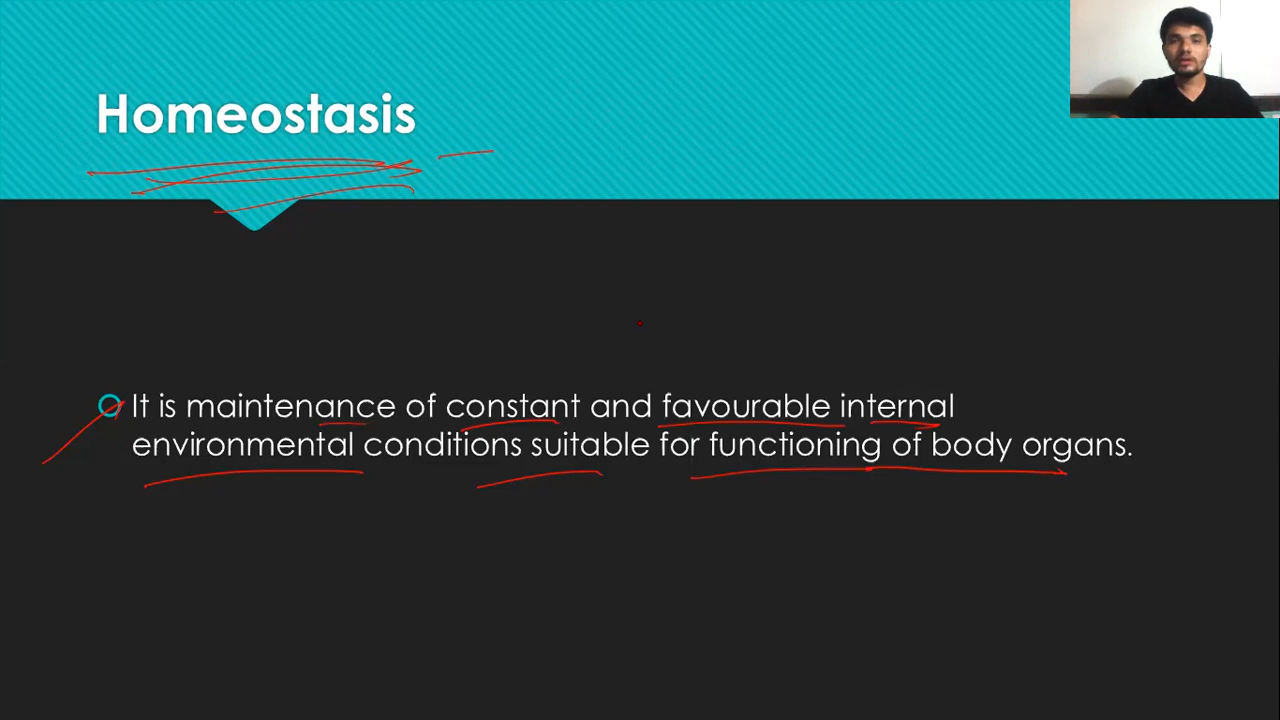 Homeostasis
It is maintenance of constant and favourable internal
environmental conditions suitable for functioning of body organs.